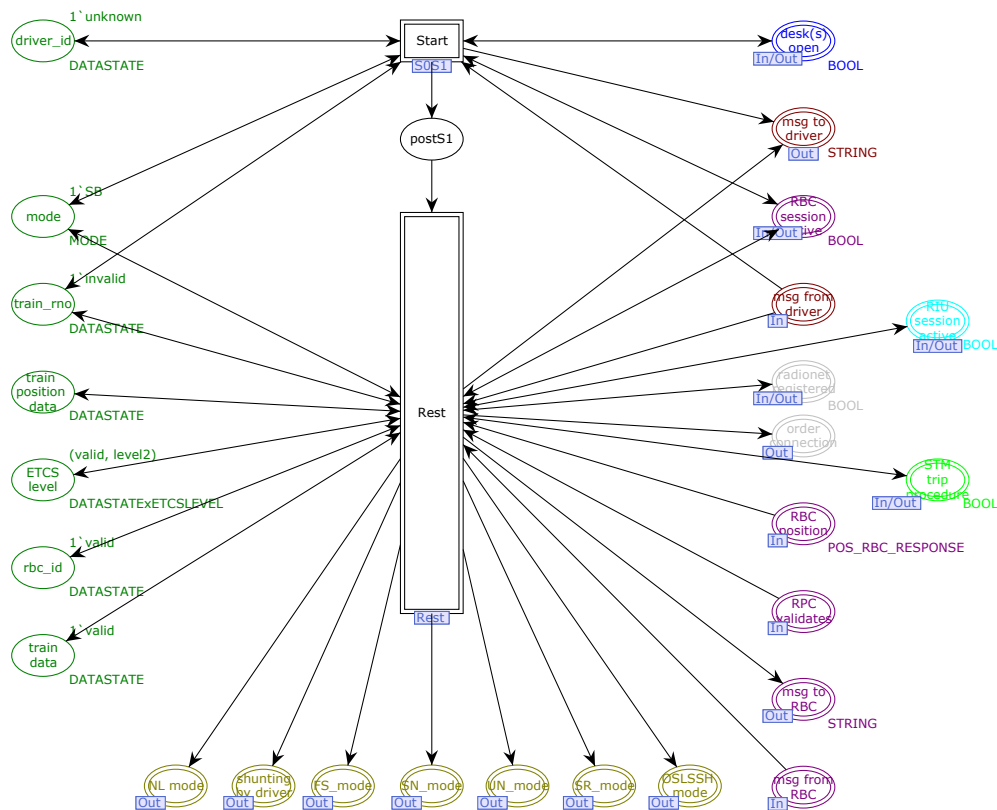 1`unknown
driver_id
DATASTATE
Start
S0S1
desk(s)
open
In/Out
BOOL
postS1
msg to
driver
Out
STRING
1`SB
mode
MODE
RBC
session
In/Out
BOOL
1`invalid
train_rno
DATASTATE
msg from
driver
In
RIU
session
active
In/Out
BOOL
train
position
data
DATASTATE
Rest
Rest
radionet
registered
In/Out
BOOL
order
connection
Out
(valid, level2)
ETCS
level
DATASTATExETCSLEVEL
STM
trip
procedure
In/Out
BOOL
RBC
position
In
POS_RBC_RESPONSE
1`valid
rbc_id
DATASTATE
RPC
validates
In
1`valid
train
data
DATASTATE
msg to
RBC
Out
STRING
NL mode
Out
shunting
by driver
Out
FS_mode
Out
SN_mode
Out
UN_mode
Out
SR_mode
Out
OSLSSH
mode
Out
msg from
RBC
In